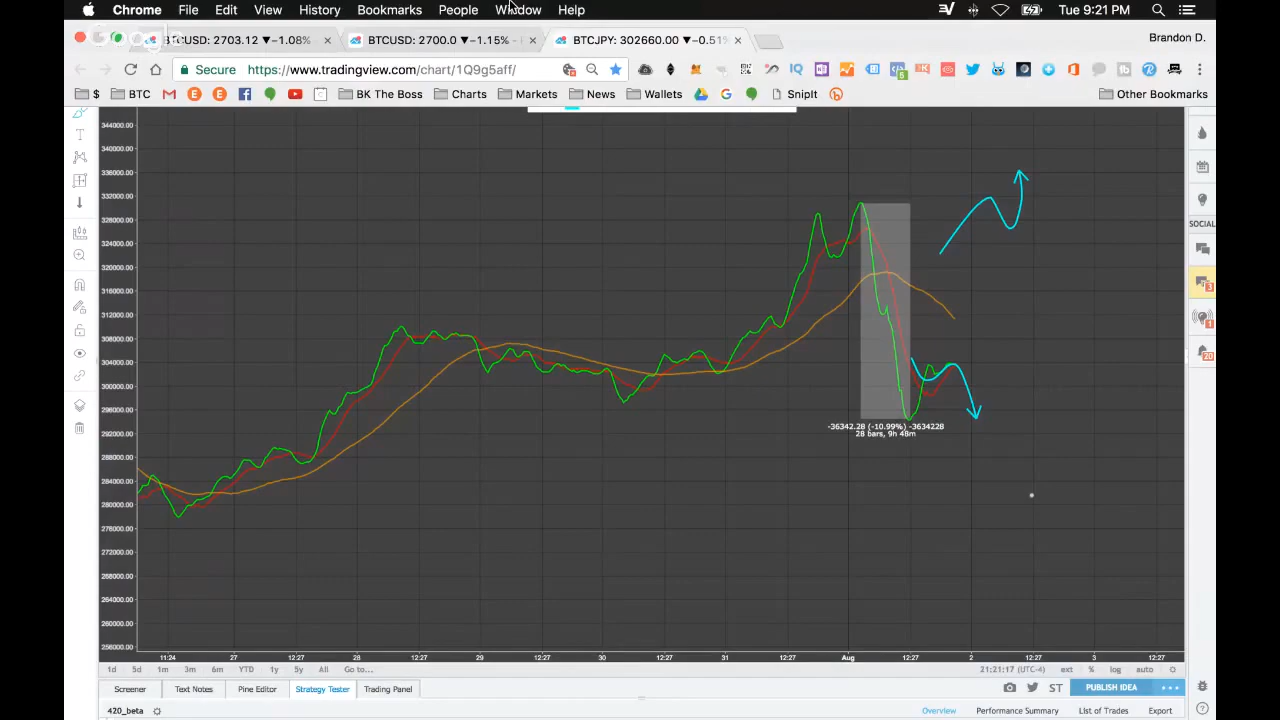 Chrome File Edit View History Bookmarks People Window Help Tue 9:21 PM
BTCUSD: 2703.12 ▼−1.08% BTCUSD: 2700.0 ▼−1.15% BTCJPY: 302660.00 ▼−0.51% Brandon D.
Secure https://www.tradingview.com/chart/1Q9g5aff/
$ BTC BK The Boss Charts Markets News Wallets SnipIt Other Bookmarks
344000.00
340000.00
336000.00
332000.00
328000.00
324000.00
320000.00
316000.00
312000.00
308000.00
304000.00
300000.00
296000.00
292000.00
288000.00
284000.00
280000.00
276000.00
272000.00
268000.00
264000.00
260000.00
256000.00
SOCIAL
3
1
20
-36342.28 (-10.99%) -3634228
28 bars, 9h 48m
11:24 27 12:27 28 12:27 29 12:27 30 12:27 31 12:27 Aug 12:27 2 12:27 3 12:27
1d 5d 1m 3m 6m YTD 1y 5y All Go to... 21:21:17 (UTC-4) ext % log auto
Screener Text Notes Pine Editor Strategy Tester Trading Panel ST PUBLISH IDEA
420_beta Overview Performance Summary List of Trades Export